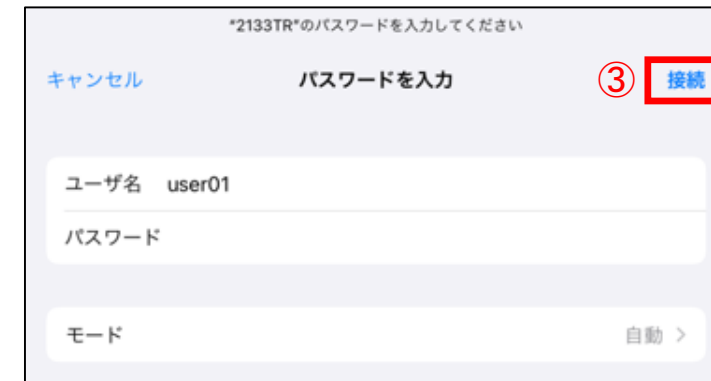 "2133TR"のパスワードを入力してください
キャンセル パスワードを入力 ③ 接続
ユーザ名 user01
パスワード
モード 自動 >